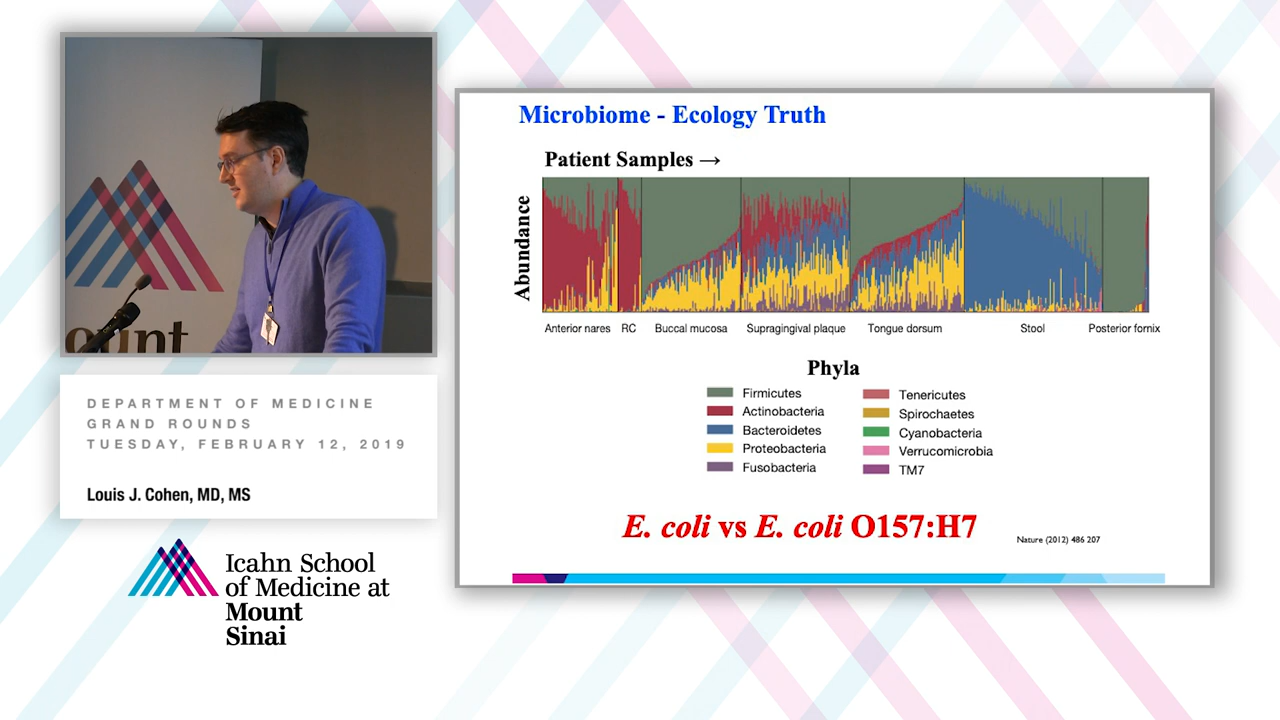 ount
DEPARTMENT OF MEDICINE
GRAND ROUNDS
TUESDAY, FEBRUARY 12, 2019
Louis J. Cohen, MD, MS
Icahn School
of Medicine at
Mount
Sinai
Microbiome - Ecology Truth
Patient Samples →
Abundance
Anterior nares RC Buccal mucosa Supragingival plaque Tongue dorsum Stool Posterior fornix
Phyla
Firmicutes
Actinobacteria
Bacteroidetes
Proteobacteria
Fusobacteria
Tenericutes
Spirochaetes
Cyanobacteria
Verrucomicrobia
TM7
E. coli vs E. coli O157:H7
Nature (2012) 486 207